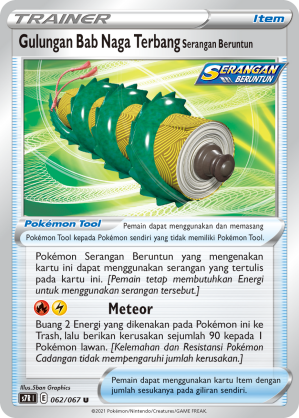 TRAINER
Item
Gulungan Bab Naga Terbang Serangan Beruntun
SERANGAN
BERUNTUN
Pokémon Tool
Pemain dapat menggunakan dan memasang
Pokémon Tool kepada Pokémon sendiri yang tidak memiliki Pokémon Tool.
Pokémon Serangan Beruntun yang mengenakan
kartu ini dapat menggunakan serangan yang tertulis
pada kartu ini. [Pemain tetap membutuhkan Energi
untuk menggunakan serangan tersebut.]
Meteor
Buang 2 Energi yang dikenakan pada Pokémon ini ke
Trash, lalu berikan kerusakan sejumlah 90 kepada 1
Pokémon lawan. [Kelemahan dan Resistansi Pokémon
Cadangan tidak mempengaruhi jumlah kerusakan.]
Illus.5ban Graphics
S7R I E 062/067 U
Pemain dapat menggunakan kartu Item dengan
jumlah sesukanya pada giliran sendiri.
©2021 Pokémon/Nintendo/Creatures/GAME FREAK